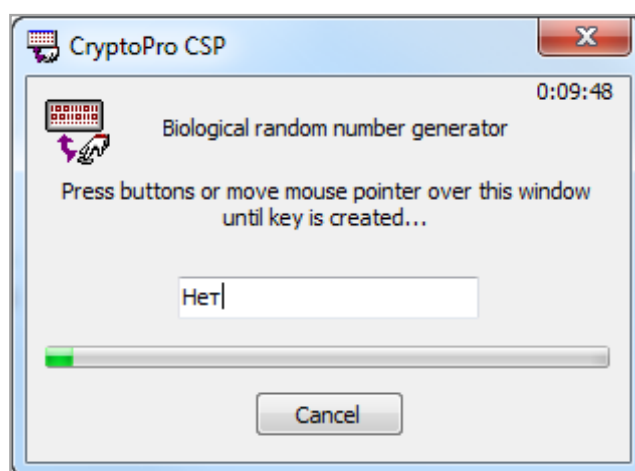 CryptoPro CSP
0:09:48
Biological random number generator
Press buttons or move mouse pointer over this window
until key is created...
Нет
Cancel